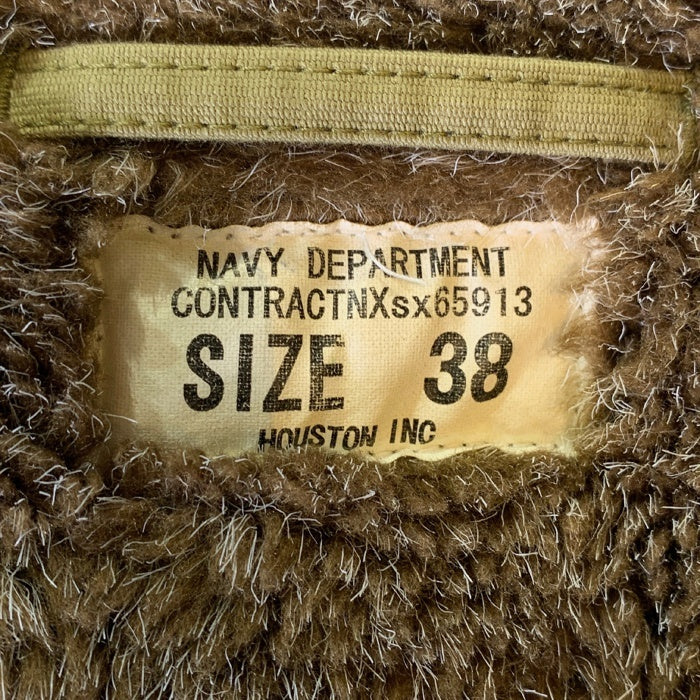 NAVY DEPARTMENT
CONTRACTNXsx65913
SIZE 38
HOUSTON INC